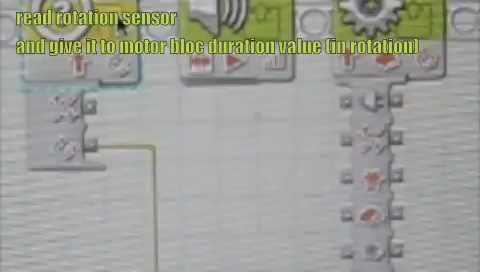 read rotation sensor
and give it to motor bloc duration value (in rotation)